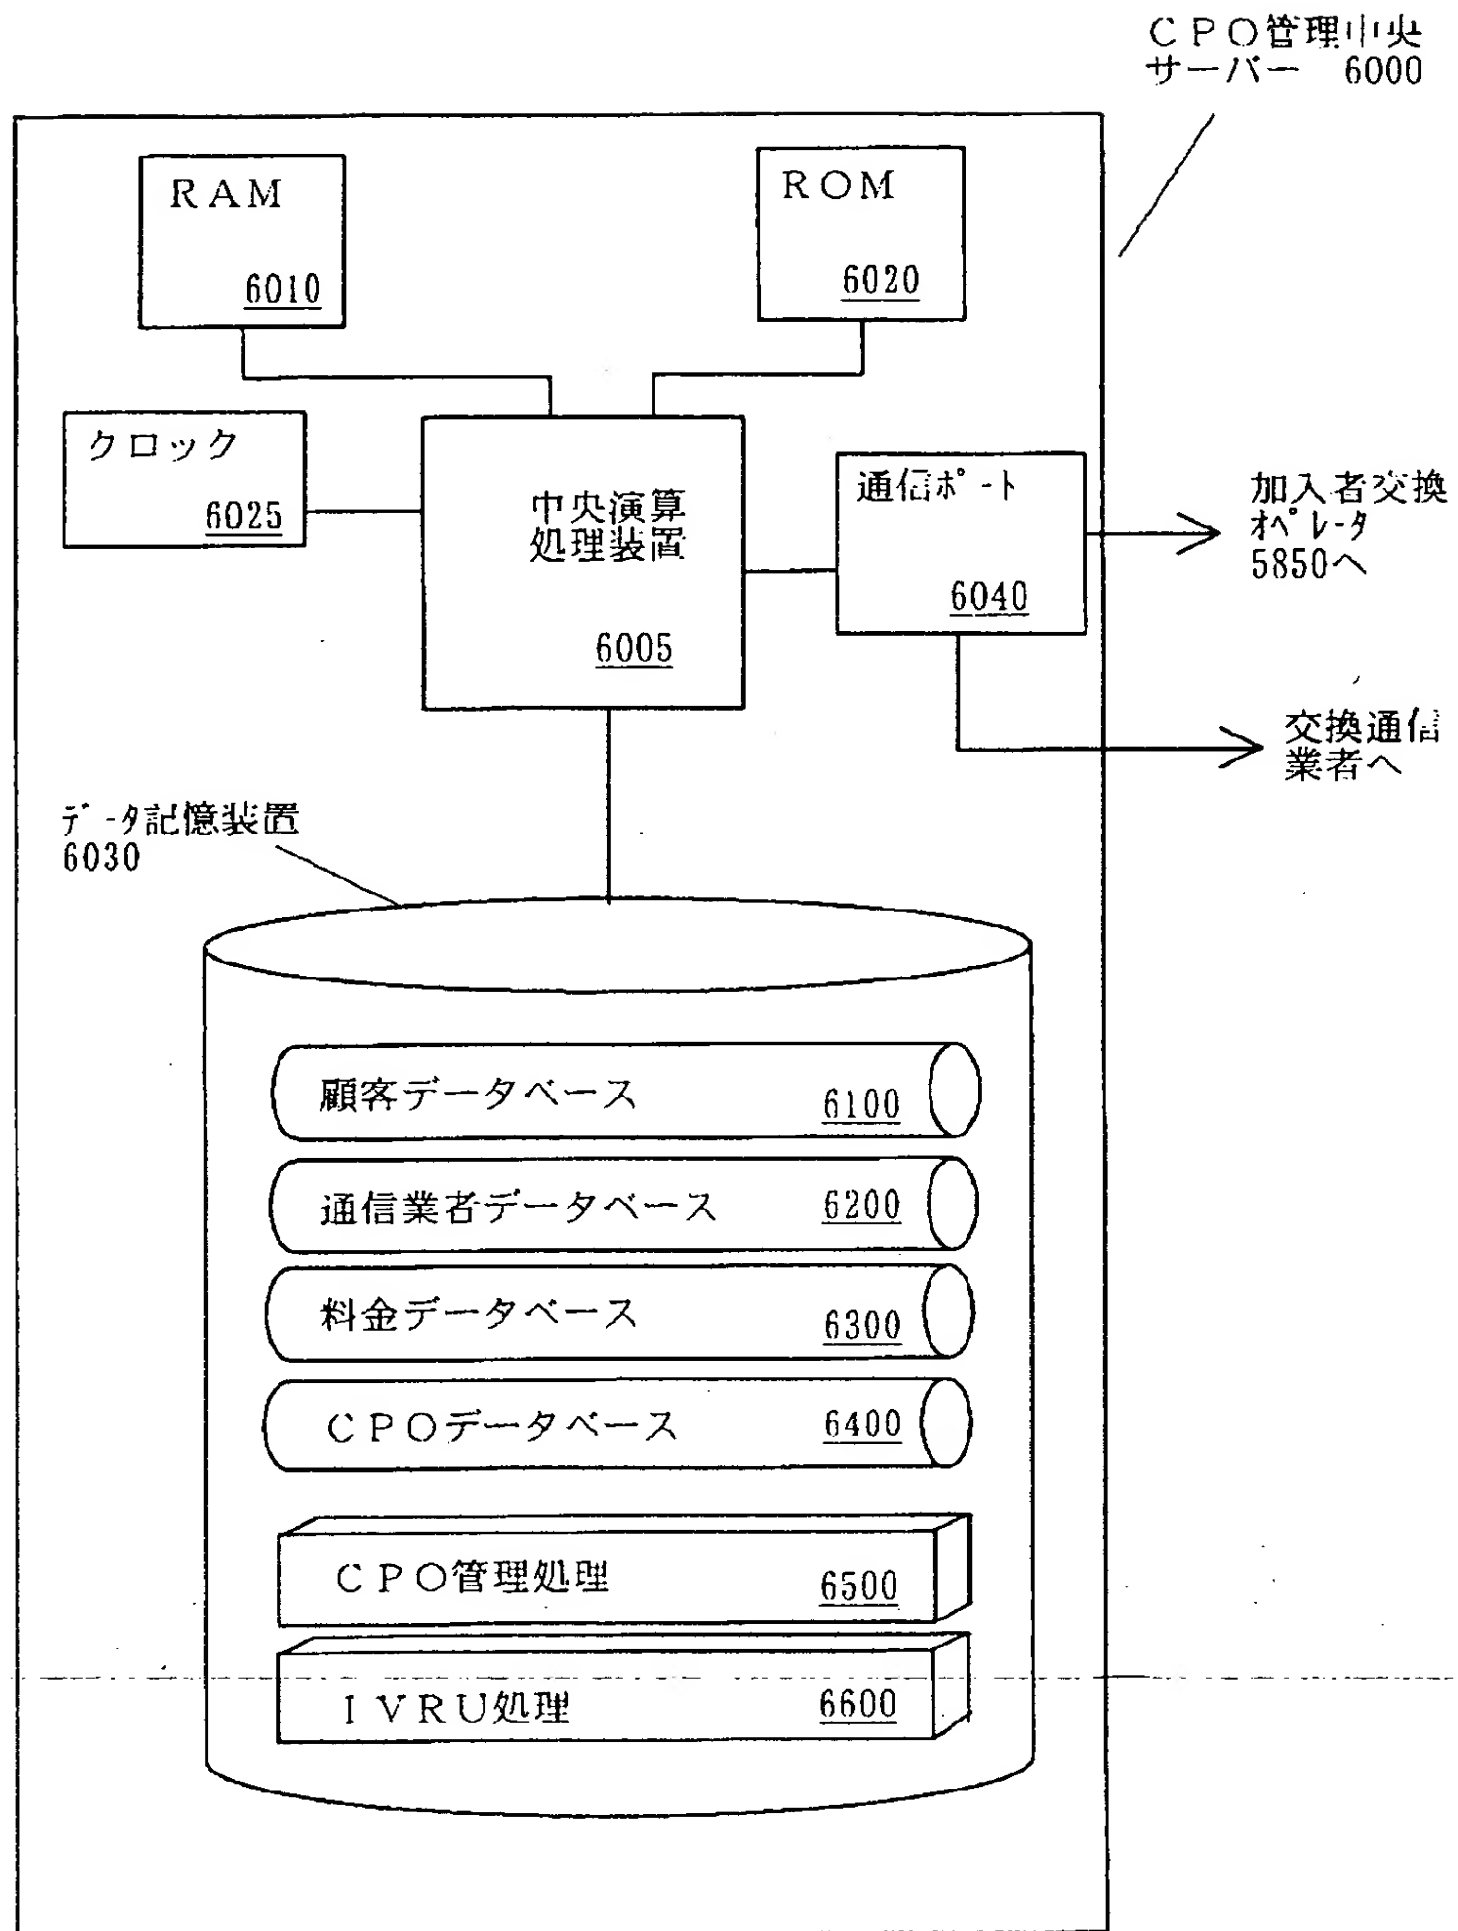 CPO管理中央
サーバー 6000
RAM
6010
ROM
6020
クロック
6025
中央演算
処理装置
6005
通信ポート
6040
加入者交換
オペレータ
5850へ
交換通信
業者へ
データ記憶装置
6030
顧客データベース 6100
通信業者データベース 6200
料金データベース 6300
CPOデータベース 6400
CPO管理処理 6500
IVRU処理 6600